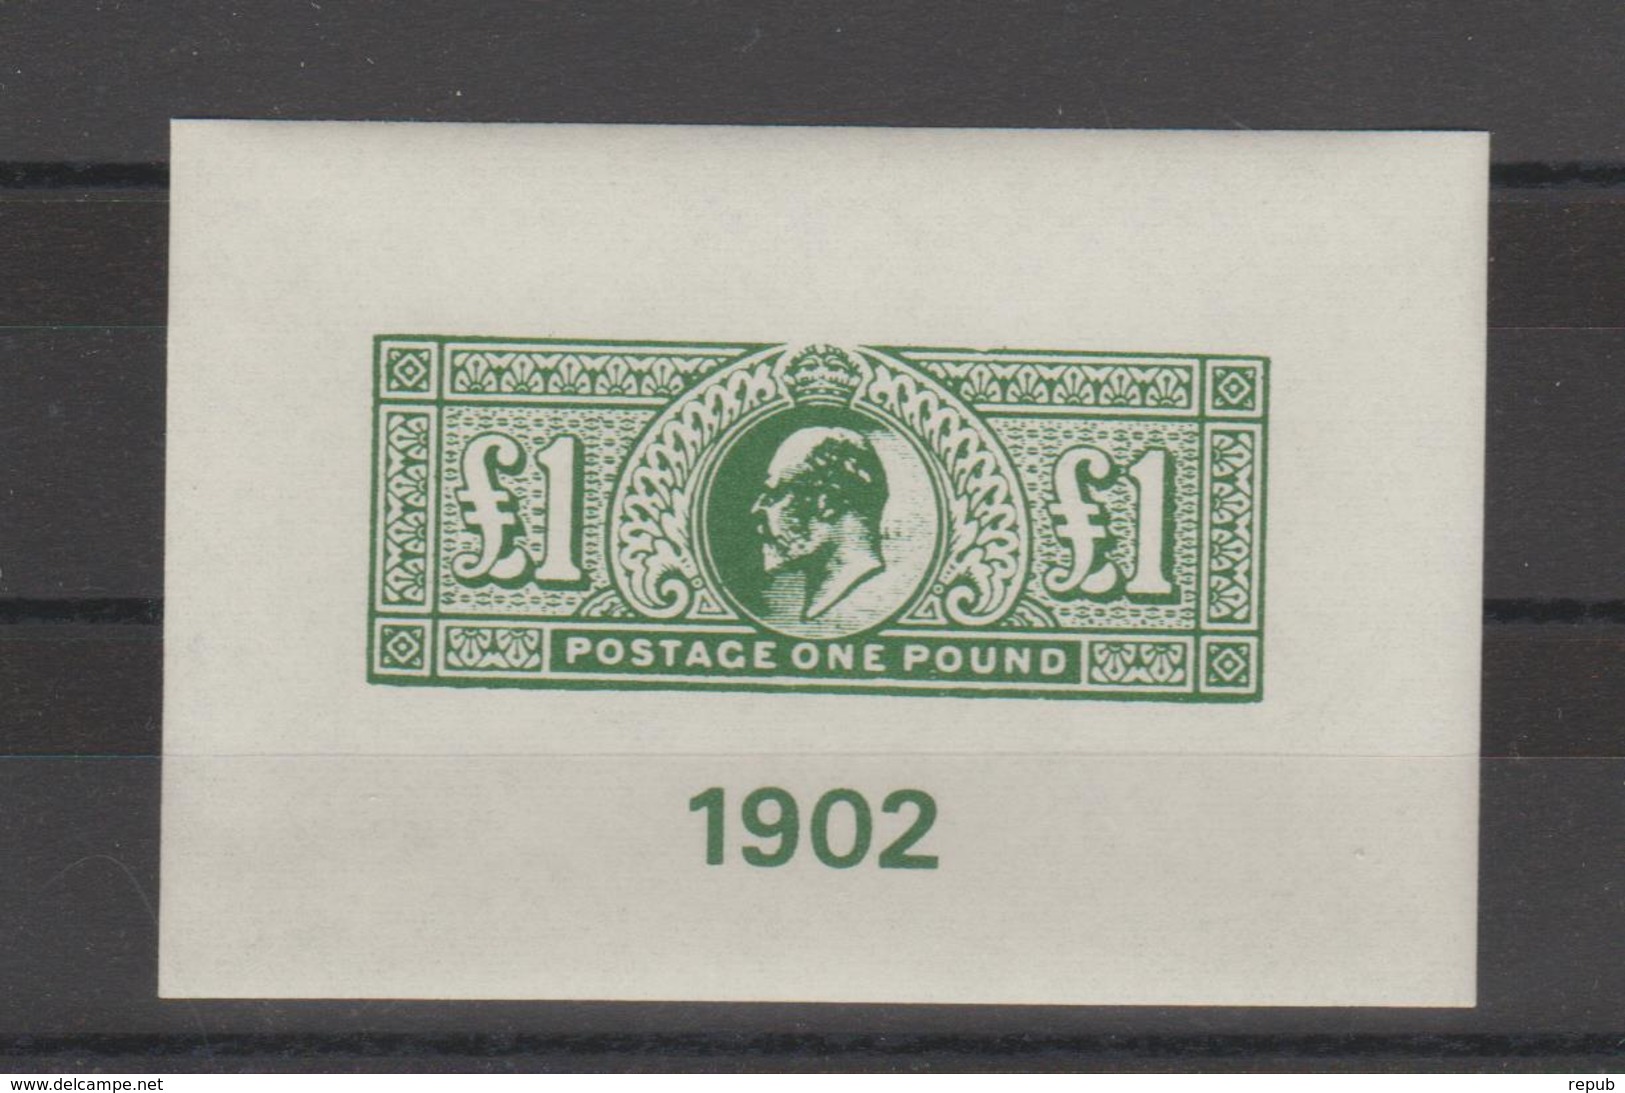 £1 £1
POSTAGE ONE POUND
1902
www.delcampe.net repub